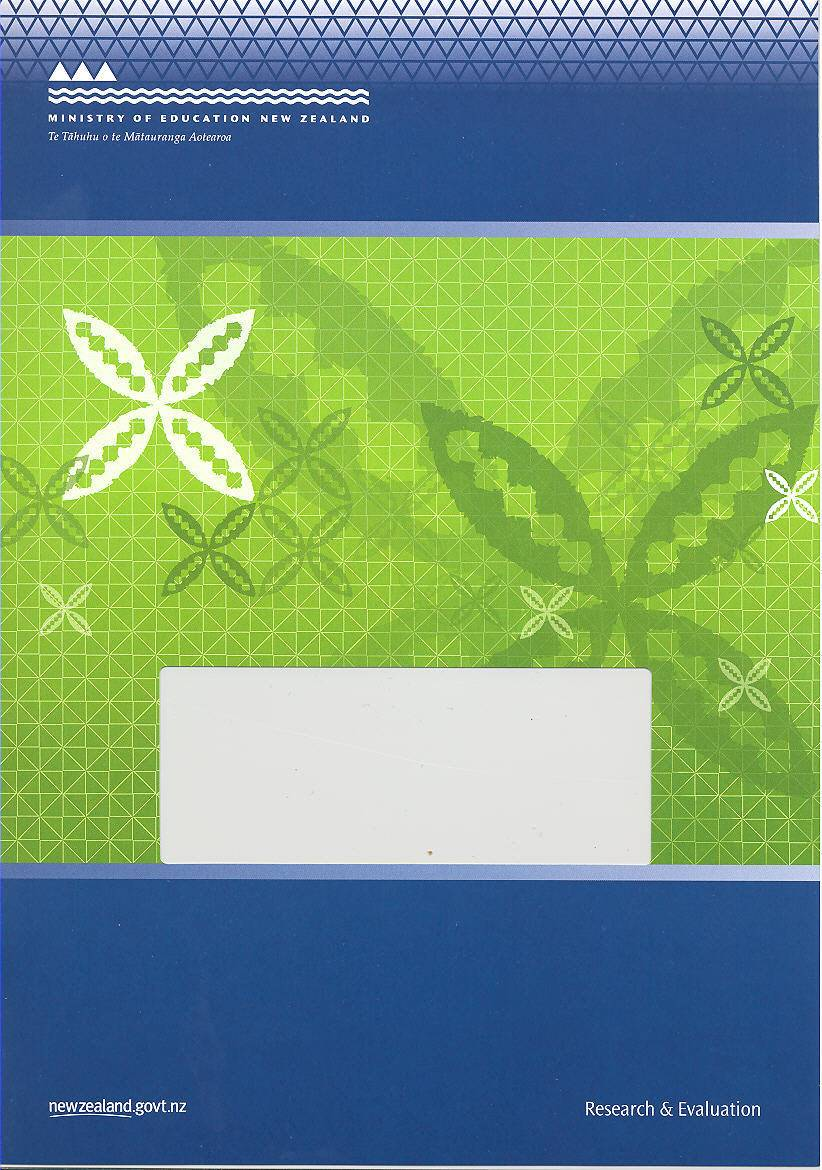 MINISTRY OF EDUCATION NEW ZEALAND
Te Tāhuhu o te Mātauranga Aotearoa
newzealand.govt.nz
Research & Evaluation